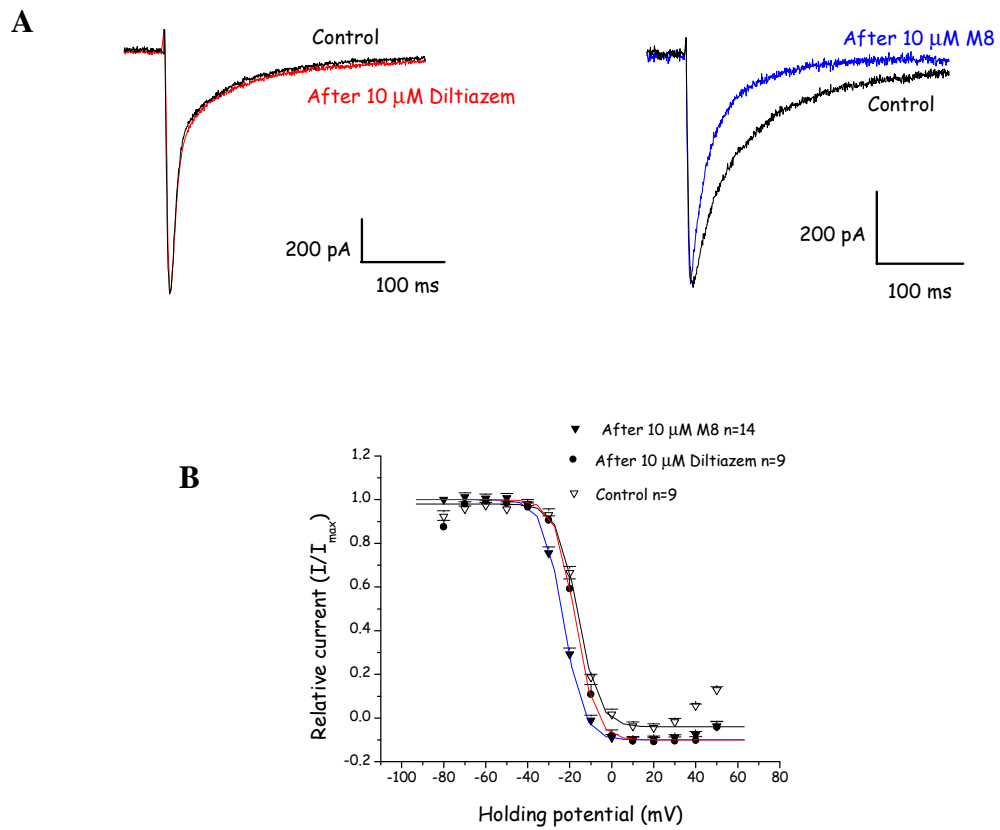 A
Control
After 10 μM Diltiazem
200 pA
100 ms
After 10 μM M8
Control
200 pA
100 ms
B
After 10 μM M8 n=14
After 10 μM Diltiazem n=9
Control n=9
Relative current (I/Imax)
1.2
1.0
0.8
0.6
0.4
0.2
0.0
-0.2
-100 -80 -60 -40 -20 0 20 40 60 80
Holding potential (mV)